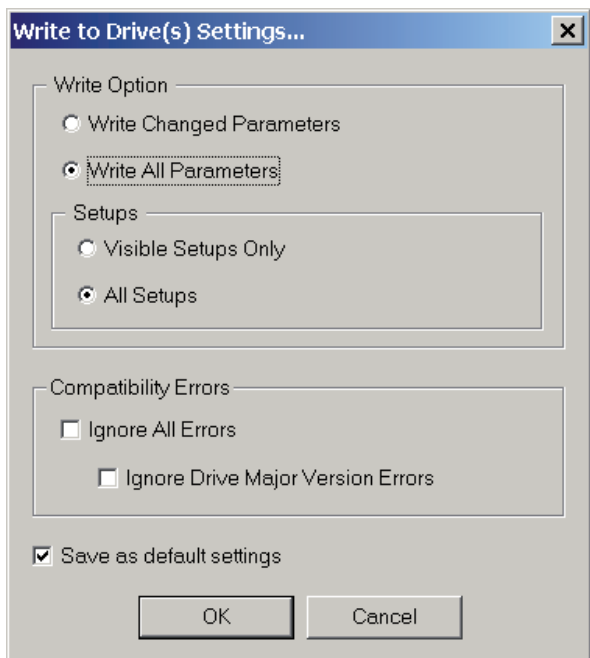 Write to Drive(s) Settings...
Write Option
Write Changed Parameters
Write All Parameters
Setups
Visible Setups Only
All Setups
Compatibility Errors
Ignore All Errors
Ignore Drive Major Version Errors
Save as default settings
OK Cancel